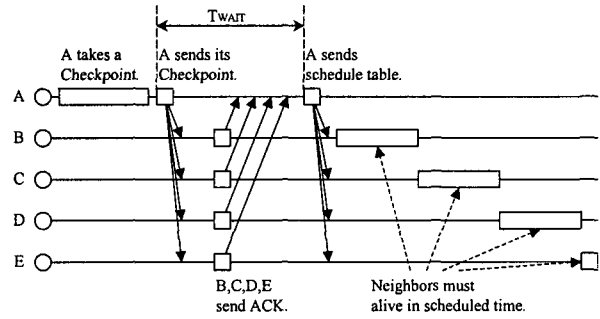 TWAIT
A takes a
Checkpoint.
A sends its
Checkpoint.
A sends
schedule table.
A
B
C
D
E
B,C,D,E
send ACK.
Neighbors must
alive in scheduled time.